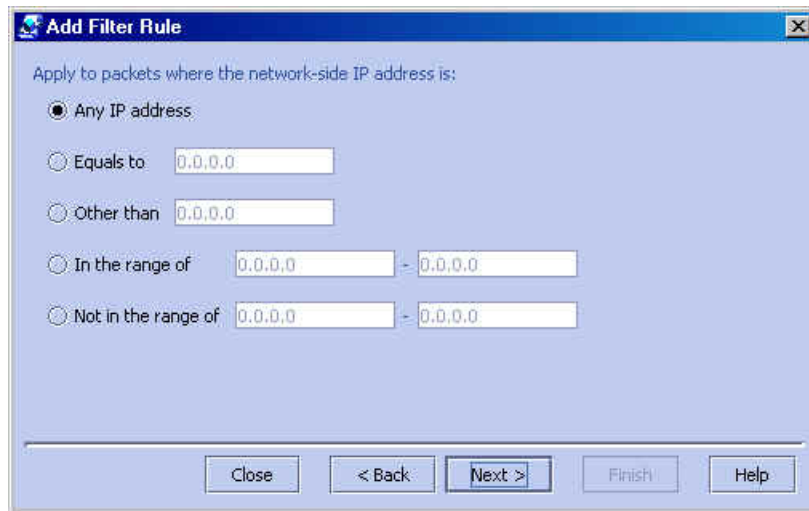 Add Filter Rule
Apply to packets where the network-side IP address is:
Any IP address
Equals to 0.0.0.0
Other than 0.0.0.0
In the range of 0.0.0.0 - 0.0.0.0
Not in the range of 0.0.0.0 - 0.0.0.0
Close < Back Next > Finish Help